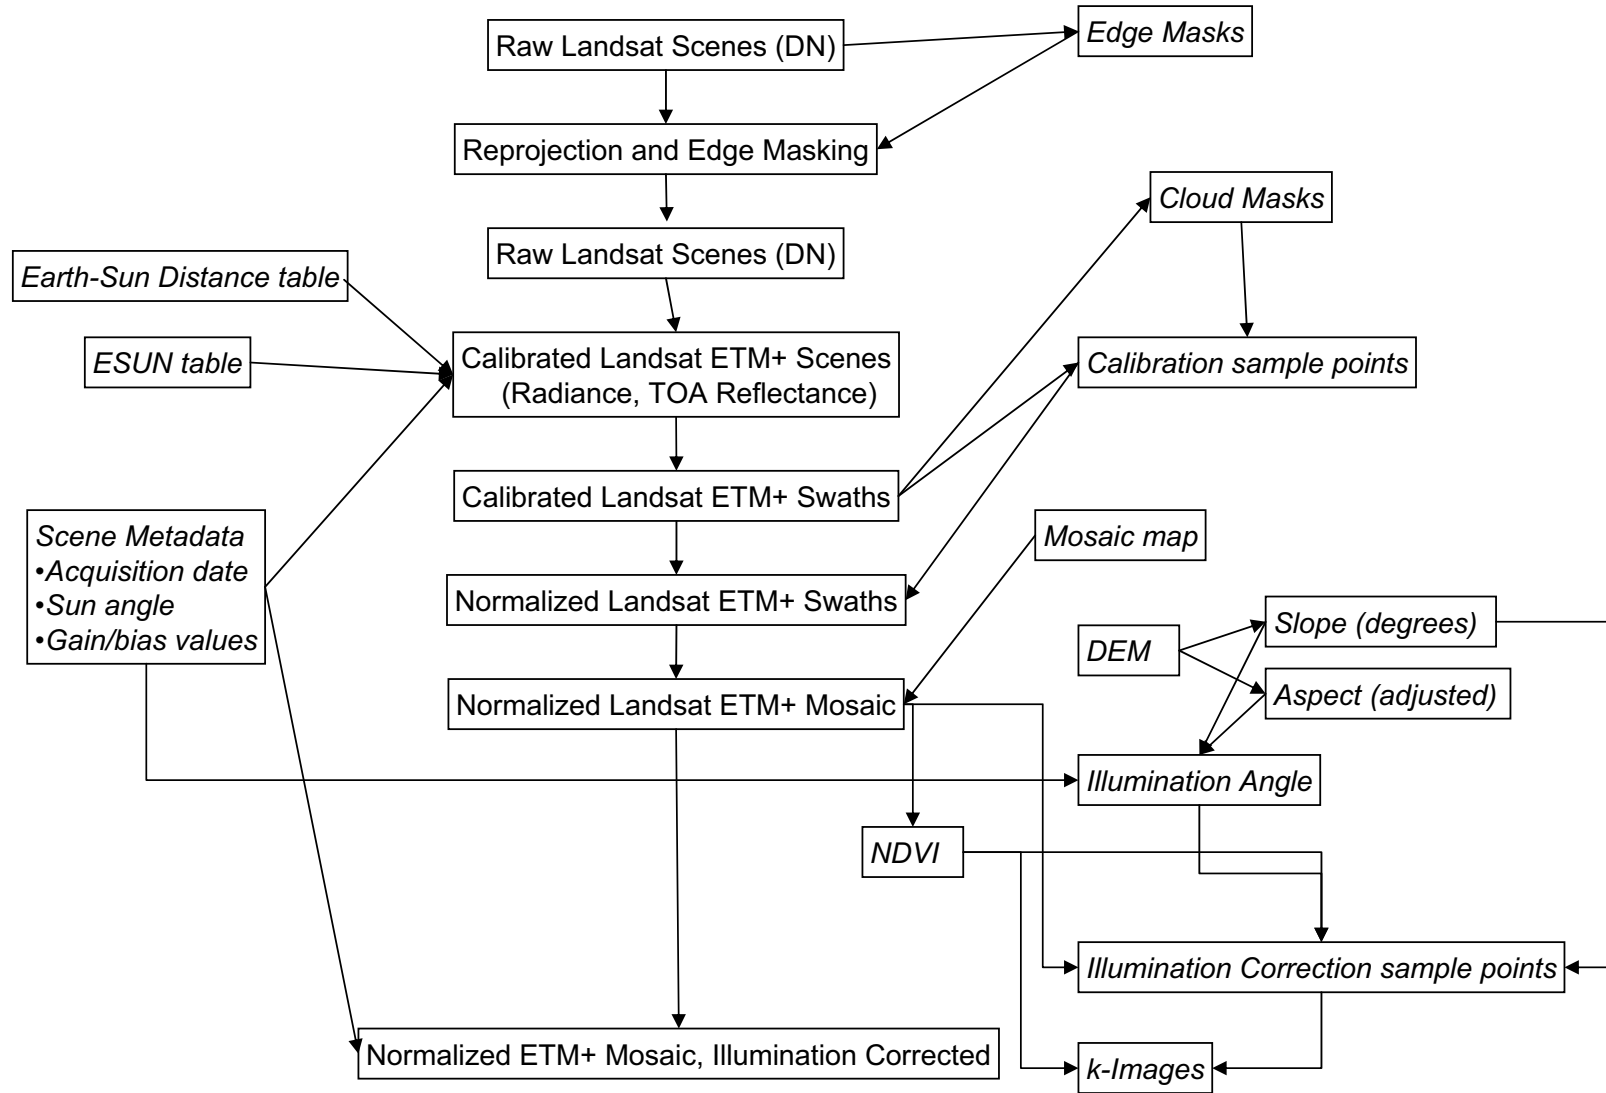 Raw Landsat Scenes (DN)
Edge Masks
Reprojection and Edge Masking
Cloud Masks
Raw Landsat Scenes (DN)
Earth-Sun Distance table
ESUN table
Calibrated Landsat ETM+ Scenes
(Radiance, TOA Reflectance)
Calibration sample points
Calibrated Landsat ETM+ Swaths
Scene Metadata
•Acquisition date
•Sun angle
•Gain/bias values
Mosaic map
Normalized Landsat ETM+ Swaths
Slope (degrees)
DEM
Aspect (adjusted)
Normalized Landsat ETM+ Mosaic
Illumination Angle
NDVI
Illumination Correction sample points
Normalized ETM+ Mosaic, Illumination Corrected
k-Images